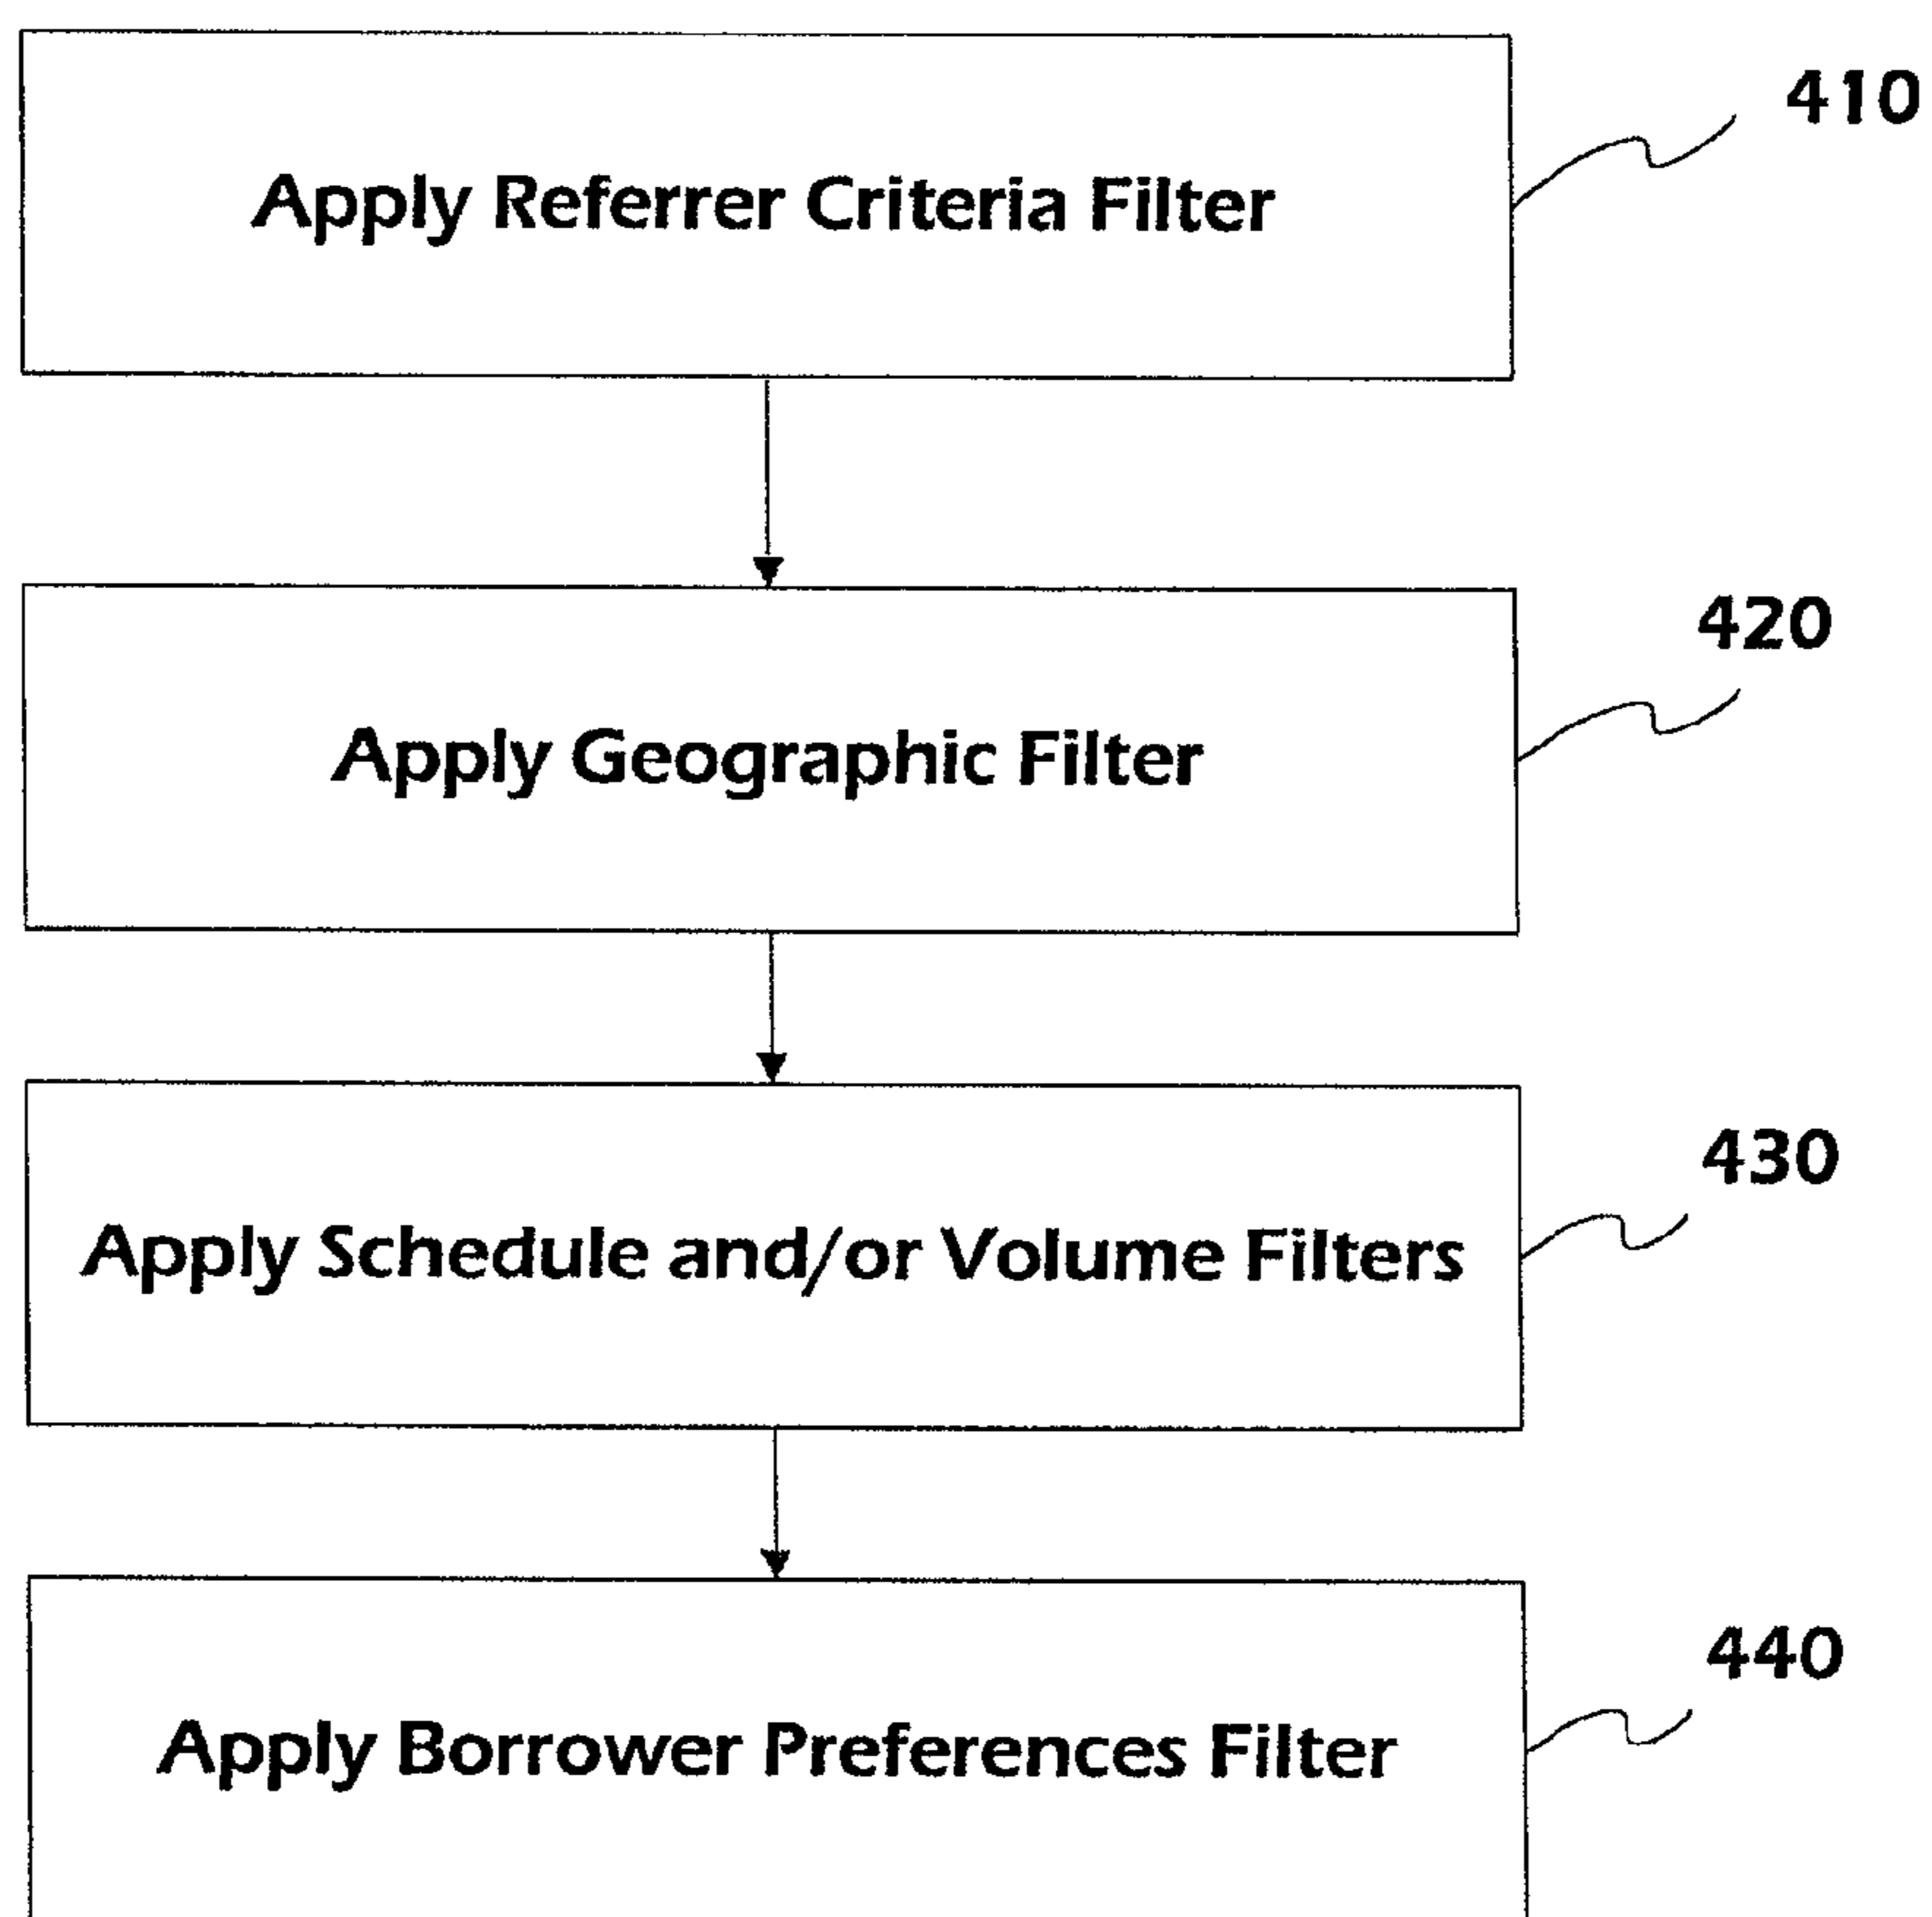 410
Apply Referrer Criteria Filter
420
Apply Geographic Filter
430
Apply Schedule and/or Volume Filters
440
Apply Borrower Preferences Filter